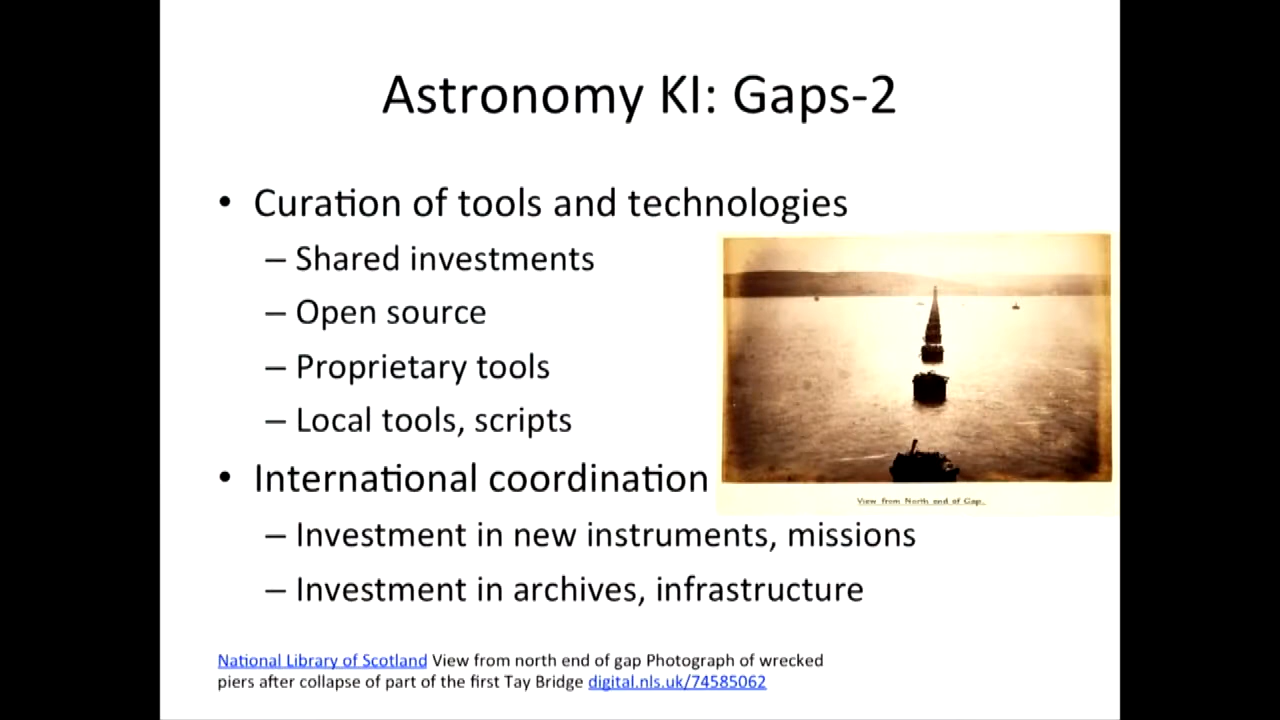 Astronomy KI: Gaps-2
• Curation of tools and technologies
– Shared investments
– Open source
– Proprietary tools
– Local tools, scripts
• International coordination
– Investment in new instruments, missions
– Investment in archives, infrastructure
View from North end of Gap.
National Library of Scotland View from north end of gap Photograph of wrecked
piers after collapse of part of the first Tay Bridge digital.nls.uk/74585062